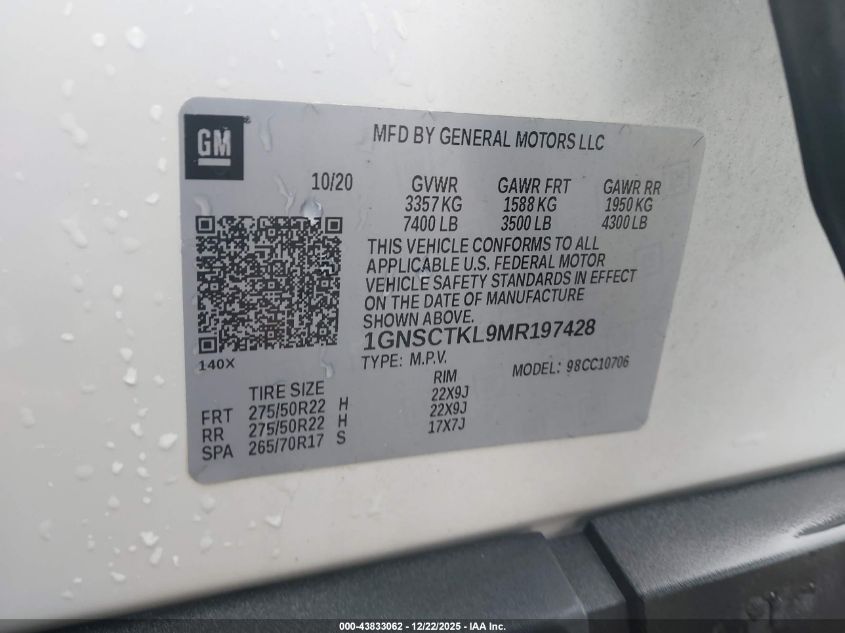 GM
MFD BY GENERAL MOTORS LLC
10/20 GVWR GAWR FRT GAWR RR
3357 KG 1588 KG 1950 KG
7400 LB 3500 LB 4300 LB
THIS VEHICLE CONFORMS TO ALL
APPLICABLE U.S. FEDERAL MOTOR
VEHICLE SAFETY STANDARDS IN EFFECT
ON THE DATE OF MANUFACTURE
SHOWN ABOVE.
1GNSCTKL9MR197428
140X
TYPE: M.P.V. MODEL: 98CC10706
TIRE SIZE RIM
FRT 275/50R22 H 22X9J
RR 275/50R22 H 22X9J
SPA 265/70R17 S 17X7J
000-43833062 - 12/22/2025 - IAA Inc.